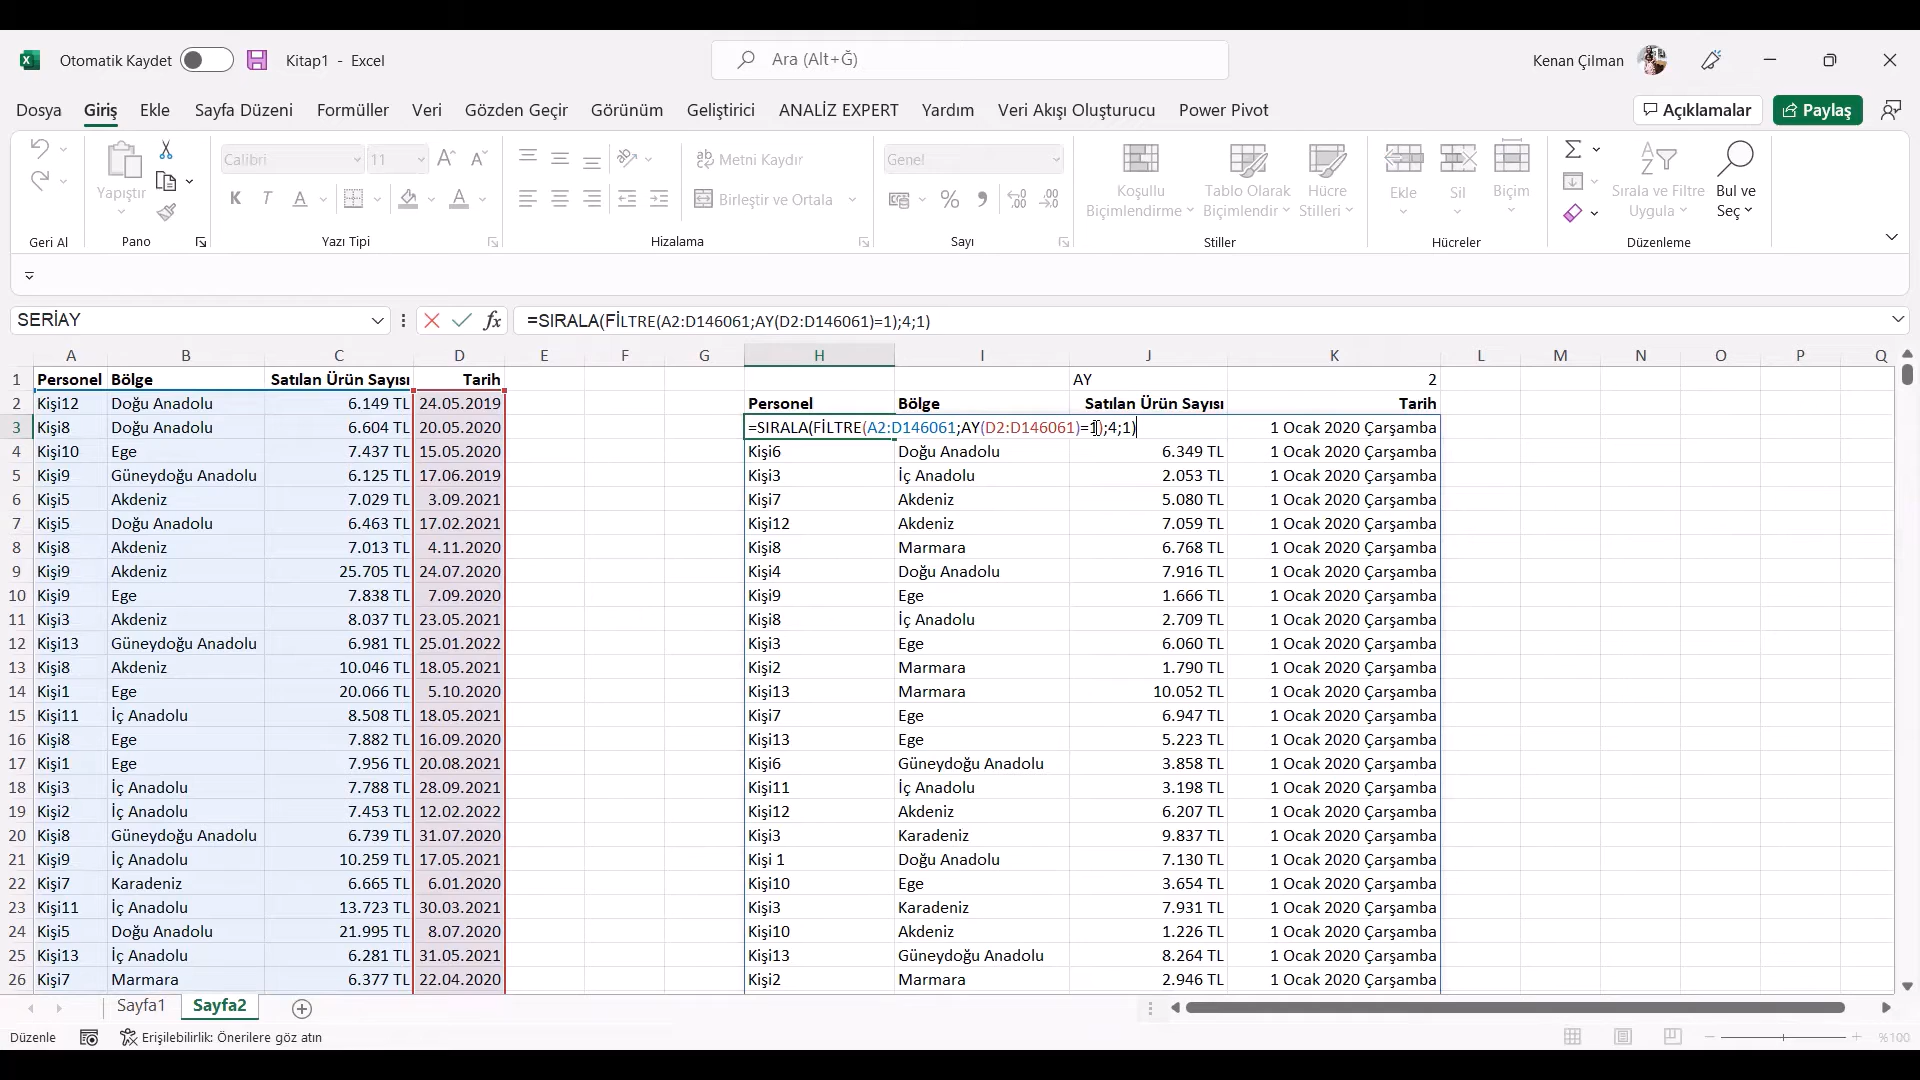 Otomatik Kaydet Kitap1 - Excel Ara (Alt+Ğ) Kenan Çilman
Dosya Giriş Ekle Sayfa Düzeni Formüller Veri Gözden Geçir Görünüm Geliştirici ANALİZ EXPERT Yardım Veri Akışı Oluşturucu Power Pivot Açıklamalar Paylaş
Yapıştır
Calibri 11
K T A
Metni Kaydır
Birleştir ve Ortala
Genel
Koşullu Biçimlendirme
Tablo Olarak Biçimlendir
Hücre Stilleri
Ekle Sil Biçim
Sırala ve Filtre Uygula
Bul ve Seç
Geri Al Pano Yazı Tipi Hizalama Sayı Stiller Hücreler Düzenleme
SERİAY fx =SIRALA(FİLTRE(A2:D146061;AY(D2:D146061)=1);4;1)
A B C D E F G H I J K L M N O P Q
1 Personel Bölge Satılan Ürün Sayısı Tarih AY 2
2 Kişi12 Doğu Anadolu 6.149 TL 24.05.2019 Personel Bölge Satılan Ürün Sayısı Tarih
3 Kişi8 Doğu Anadolu 6.604 TL 20.05.2020 =SIRALA(FİLTRE(A2:D146061;AY(D2:D146061)=1);4;1) 1 Ocak 2020 Çarşamba
4 Kişi10 Ege 7.437 TL 15.05.2020 Kişi6 Doğu Anadolu 6.349 TL 1 Ocak 2020 Çarşamba
5 Kişi9 Güneydoğu Anadolu 6.125 TL 17.06.2019 Kişi3 İç Anadolu 2.053 TL 1 Ocak 2020 Çarşamba
6 Kişi5 Akdeniz 7.029 TL 3.09.2021 Kişi7 Akdeniz 5.080 TL 1 Ocak 2020 Çarşamba
7 Kişi5 Doğu Anadolu 6.463 TL 17.02.2021 Kişi12 Akdeniz 7.059 TL 1 Ocak 2020 Çarşamba
8 Kişi8 Akdeniz 7.013 TL 4.11.2020 Kişi8 Marmara 6.768 TL 1 Ocak 2020 Çarşamba
9 Kişi9 Akdeniz 25.705 TL 24.07.2020 Kişi4 Doğu Anadolu 7.916 TL 1 Ocak 2020 Çarşamba
10 Kişi9 Ege 7.838 TL 7.09.2020 Kişi9 Ege 1.666 TL 1 Ocak 2020 Çarşamba
11 Kişi3 Akdeniz 8.037 TL 23.05.2021 Kişi8 İç Anadolu 2.709 TL 1 Ocak 2020 Çarşamba
12 Kişi13 Güneydoğu Anadolu 6.981 TL 25.01.2022 Kişi3 Ege 6.060 TL 1 Ocak 2020 Çarşamba
13 Kişi8 Akdeniz 10.046 TL 18.05.2021 Kişi2 Marmara 1.790 TL 1 Ocak 2020 Çarşamba
14 Kişi1 Ege 20.066 TL 5.10.2020 Kişi13 Marmara 10.052 TL 1 Ocak 2020 Çarşamba
15 Kişi11 İç Anadolu 8.508 TL 18.05.2021 Kişi7 Ege 6.947 TL 1 Ocak 2020 Çarşamba
16 Kişi8 Ege 7.882 TL 16.09.2020 Kişi13 Ege 5.223 TL 1 Ocak 2020 Çarşamba
17 Kişi1 Ege 7.956 TL 20.08.2021 Kişi6 Güneydoğu Anadolu 3.858 TL 1 Ocak 2020 Çarşamba
18 Kişi3 İç Anadolu 7.788 TL 28.09.2021 Kişi11 İç Anadolu 3.198 TL 1 Ocak 2020 Çarşamba
19 Kişi2 İç Anadolu 7.453 TL 12.02.2022 Kişi12 Akdeniz 6.207 TL 1 Ocak 2020 Çarşamba
20 Kişi8 Güneydoğu Anadolu 6.739 TL 31.07.2020 Kişi3 Karadeniz 9.837 TL 1 Ocak 2020 Çarşamba
21 Kişi9 İç Anadolu 10.259 TL 17.05.2021 Kişi 1 Doğu Anadolu 7.130 TL 1 Ocak 2020 Çarşamba
22 Kişi7 Karadeniz 6.665 TL 6.01.2020 Kişi10 Ege 3.654 TL 1 Ocak 2020 Çarşamba
23 Kişi11 İç Anadolu 13.723 TL 30.03.2021 Kişi3 Karadeniz 7.931 TL 1 Ocak 2020 Çarşamba
24 Kişi5 Doğu Anadolu 21.995 TL 8.07.2020 Kişi10 Akdeniz 1.226 TL 1 Ocak 2020 Çarşamba
25 Kişi13 İç Anadolu 6.281 TL 31.05.2021 Kişi13 Güneydoğu Anadolu 8.264 TL 1 Ocak 2020 Çarşamba
26 Kişi7 Marmara 6.377 TL 22.04.2020 Kişi2 Marmara 2.946 TL 1 Ocak 2020 Çarşamba
Sayfa1 Sayfa2
Düzenle Erişilebilirlik: Önerilere göz atın %100